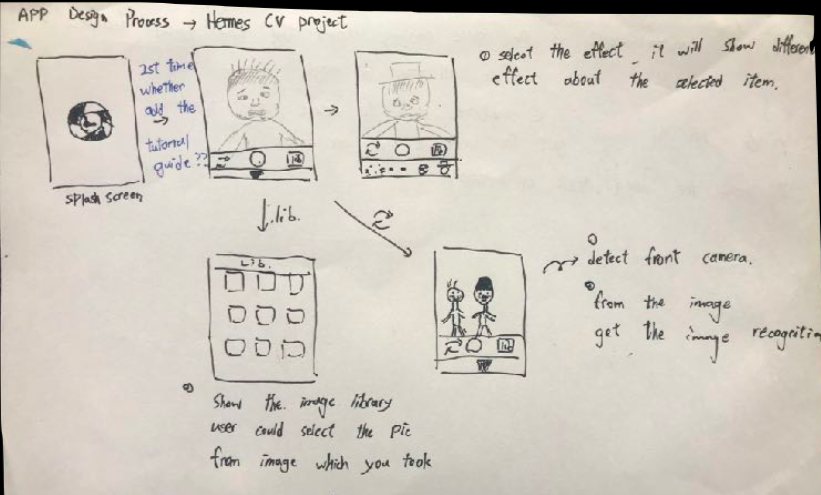 APP Design Process → Hermes CV project
1st time
whether
add the
→
tutorial
guide ??
splash screen
→
① select the effect, it will show different
effect about the selected item.
↓ lib.
Lib.
→ detect front camera.
from the image
get the image recognition
Show the image library
user could select the pic
from image which you took